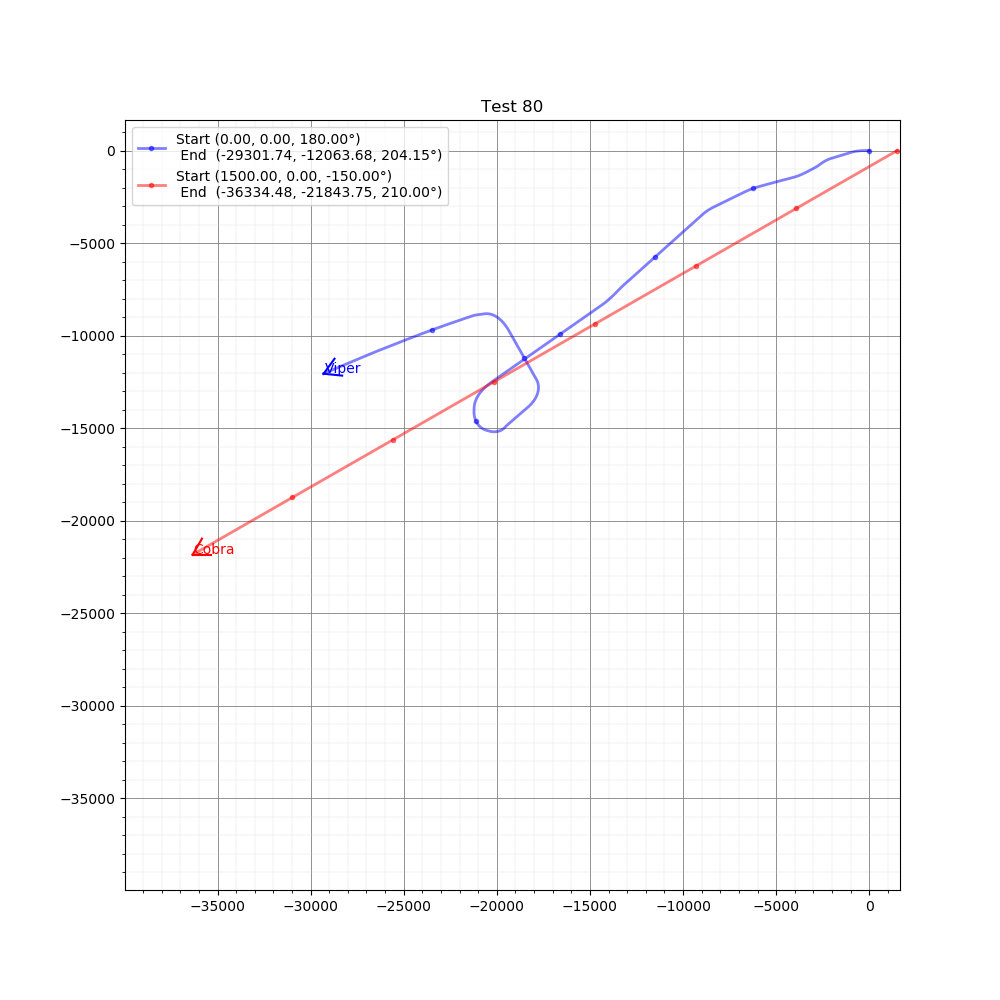 Test 80
Start (0.00, 0.00, 180.00°)
End  (-29301.74, -12063.68, 204.15°)
Start (1500.00, 0.00, -150.00°)
End  (-36334.48, -21843.75, 210.00°)
0
−5000
−10000
−15000
−20000
−25000
−30000
−35000
Viper
Cobra
−35000 −30000 −25000 −20000 −15000 −10000 −5000 0